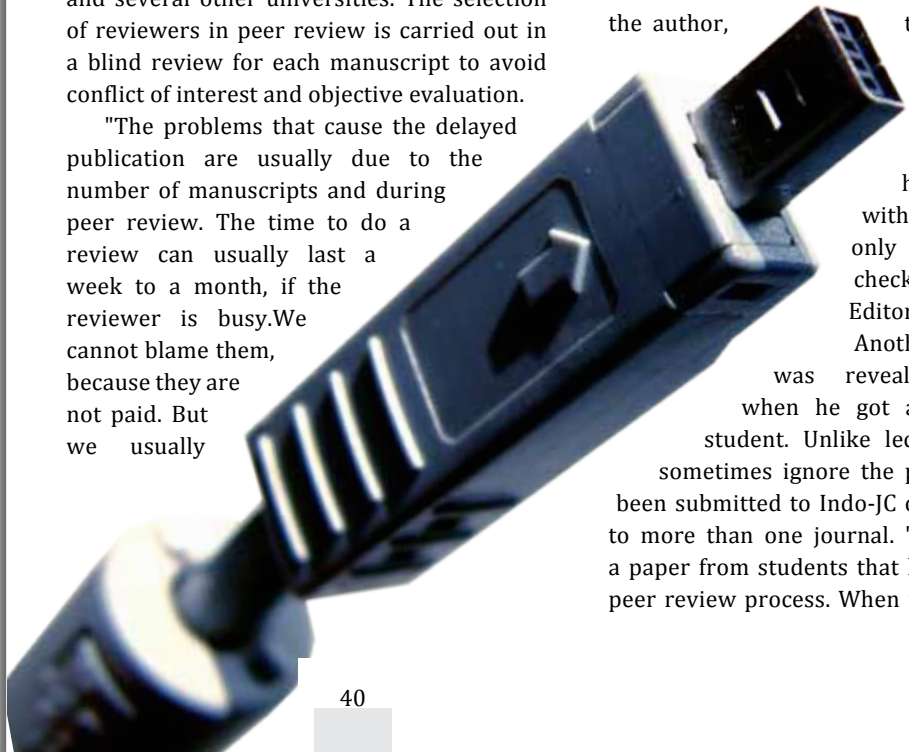 and several other universities. The selection
of reviewers in peer review is carried out in
a blind review for each manuscript to avoid
conflict of interest and objective evaluation.
"The problems that cause the delayed
publication are usually due to the
number of manuscripts and during
peer review. The time to do a
review can usually last a
week to a month, if the
reviewer is busy.We
cannot blame them,
because they are
not paid. But
we usually
the author,
with
only
check
Editor
Anoth
was reveal
when he got a
student. Unlike lec
sometimes ignore the p
been submitted to Indo-JC o
to more than one journal. "
a paper from students that
peer review process. When
40